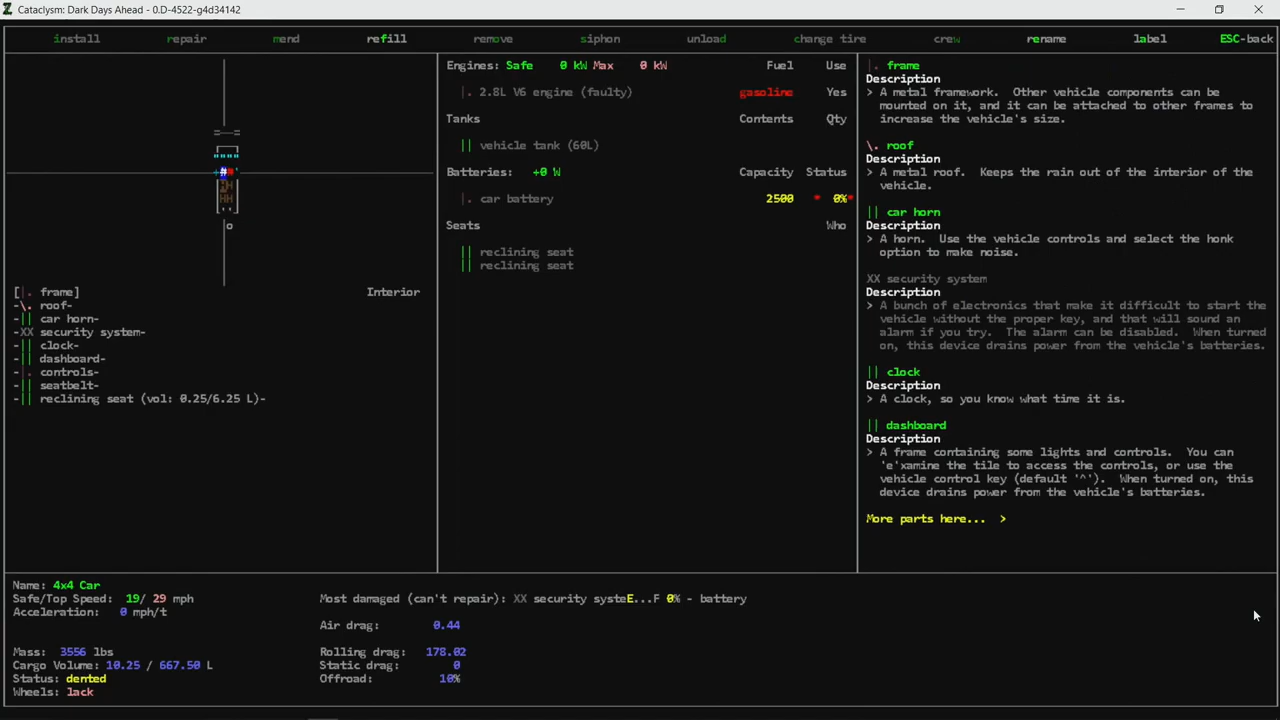 Cataclysm: Dark Days Ahead - 0.D-4522-g4d34142
install repair mend refill remove siphon unload change tire crew rename label ESC-back
Engines: Safe 0 kW Max 0 kW Fuel Use
|. 2.8L V6 engine (faulty) gasoline Yes
Tanks Contents Qty
|| vehicle tank (60L)
Batteries: +0 W Capacity Status
|. car battery 2500 * 0%*
Seats Who
|| reclining seat
|| reclining seat
[|. frame] Interior
-\. roof-
-|| car horn-
-XX security system-
-|| clock-
-|| dashboard-
-|. controls-
-|| seatbelt-
-|| reclining seat (vol: 0.25/6.25 L)-
|. frame
Description
> A metal framework. Other vehicle components can be
mounted on it, and it can be attached to other frames to
increase the vehicle's size.
\. roof
Description
> A metal roof. Keeps the rain out of the interior of the
vehicle.
|| car horn
Description
> A horn. Use the vehicle controls and select the honk
option to make noise.
XX security system
Description
> A bunch of electronics that make it difficult to start the
vehicle without the proper key, and that will sound an
alarm if you try. The alarm can be disabled. When turned
on, this device drains power from the vehicle's batteries.
|| clock
Description
> A clock, so you know what time it is.
|| dashboard
Description
> A frame containing some lights and controls. You can
'e'xamine the tile to access the controls, or use the
vehicle control key (default '^'). When turned on, this
device drains power from the vehicle's batteries.
More parts here... >
Name: 4x4 Car
Safe/Top Speed: 19/ 29 mph
Acceleration: 0 mph/t
Mass: 3556 lbs
Cargo Volume: 10.25 / 667.50 L
Status: dented
Wheels: lack
Most damaged (can't repair): XX security systeE...F 0% - battery
Air drag: 0.44
Rolling drag: 178.02
Static drag: 0
Offroad: 10%